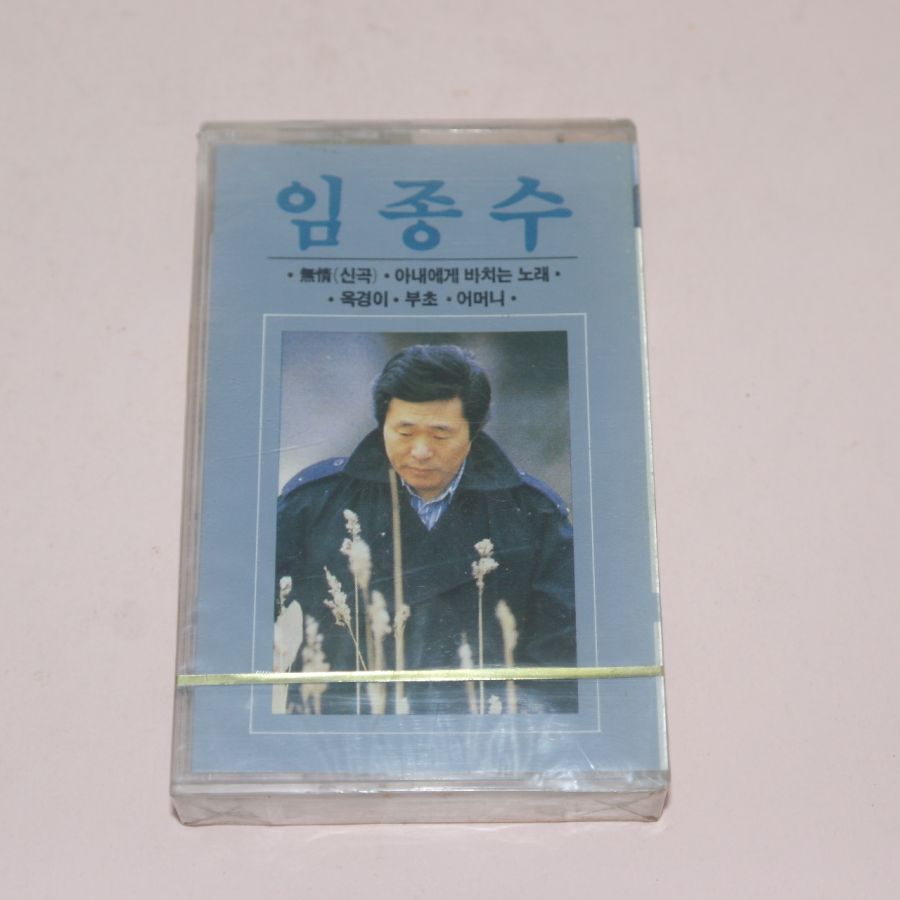 임종수
• 無情(신곡) • 아내에게 바치는 노래 •
• 옥경이 • 부초 • 어머니 •